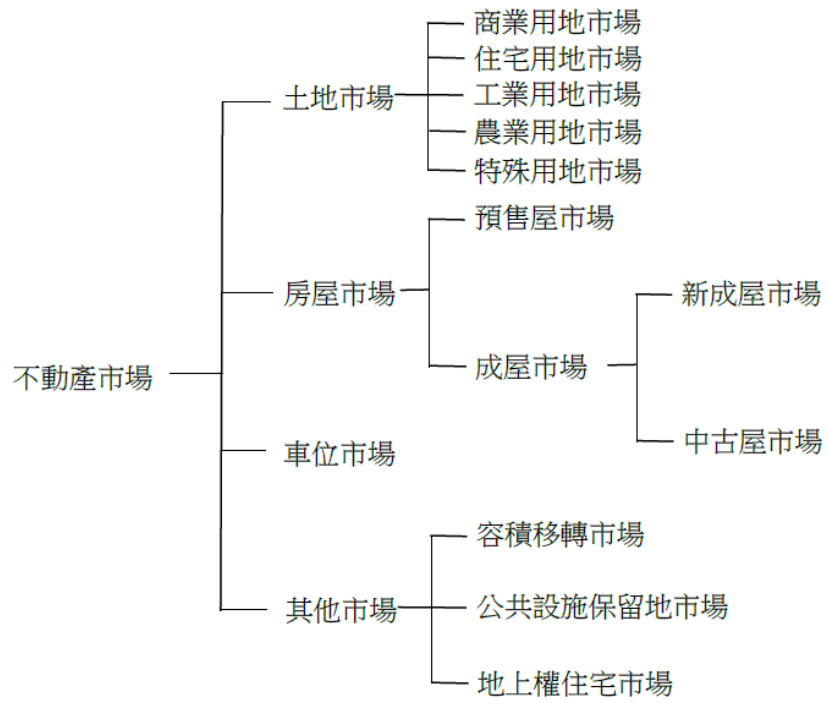 不動產市場
土地市場
商業用地市場
住宅用地市場
工業用地市場
農業用地市場
特殊用地市場
房屋市場
預售屋市場
成屋市場
新成屋市場
中古屋市場
車位市場
其他市場
容積移轉市場
公共設施保留地市場
地上權住宅市場